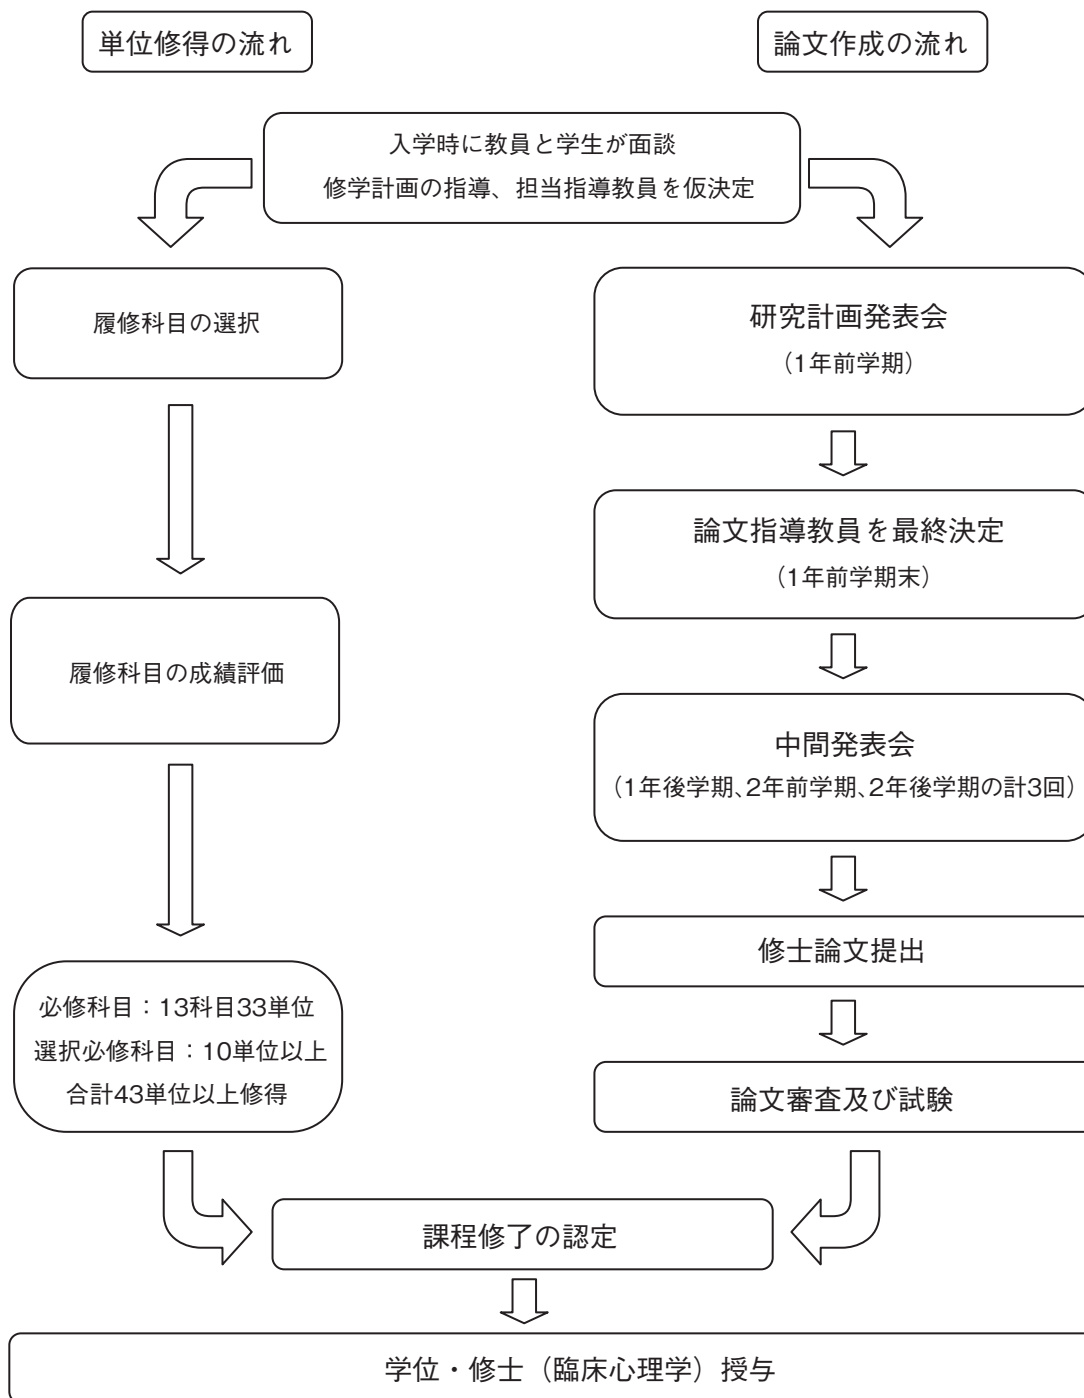 単位修得の流れ
論文作成の流れ
入学時に教員と学生が面談
修学計画の指導、担当指導教員を仮決定
履修科目の選択
履修科目の成績評価
必修科目：13科目33単位
選択必修科目：10単位以上
合計43単位以上修得
研究計画発表会
（1年前学期）
論文指導教員を最終決定
（1年前学期末）
中間発表会
（1年後学期、2年前学期、2年後学期の計3回）
修士論文提出
論文審査及び試験
課程修了の認定
学位・修士（臨床心理学）授与